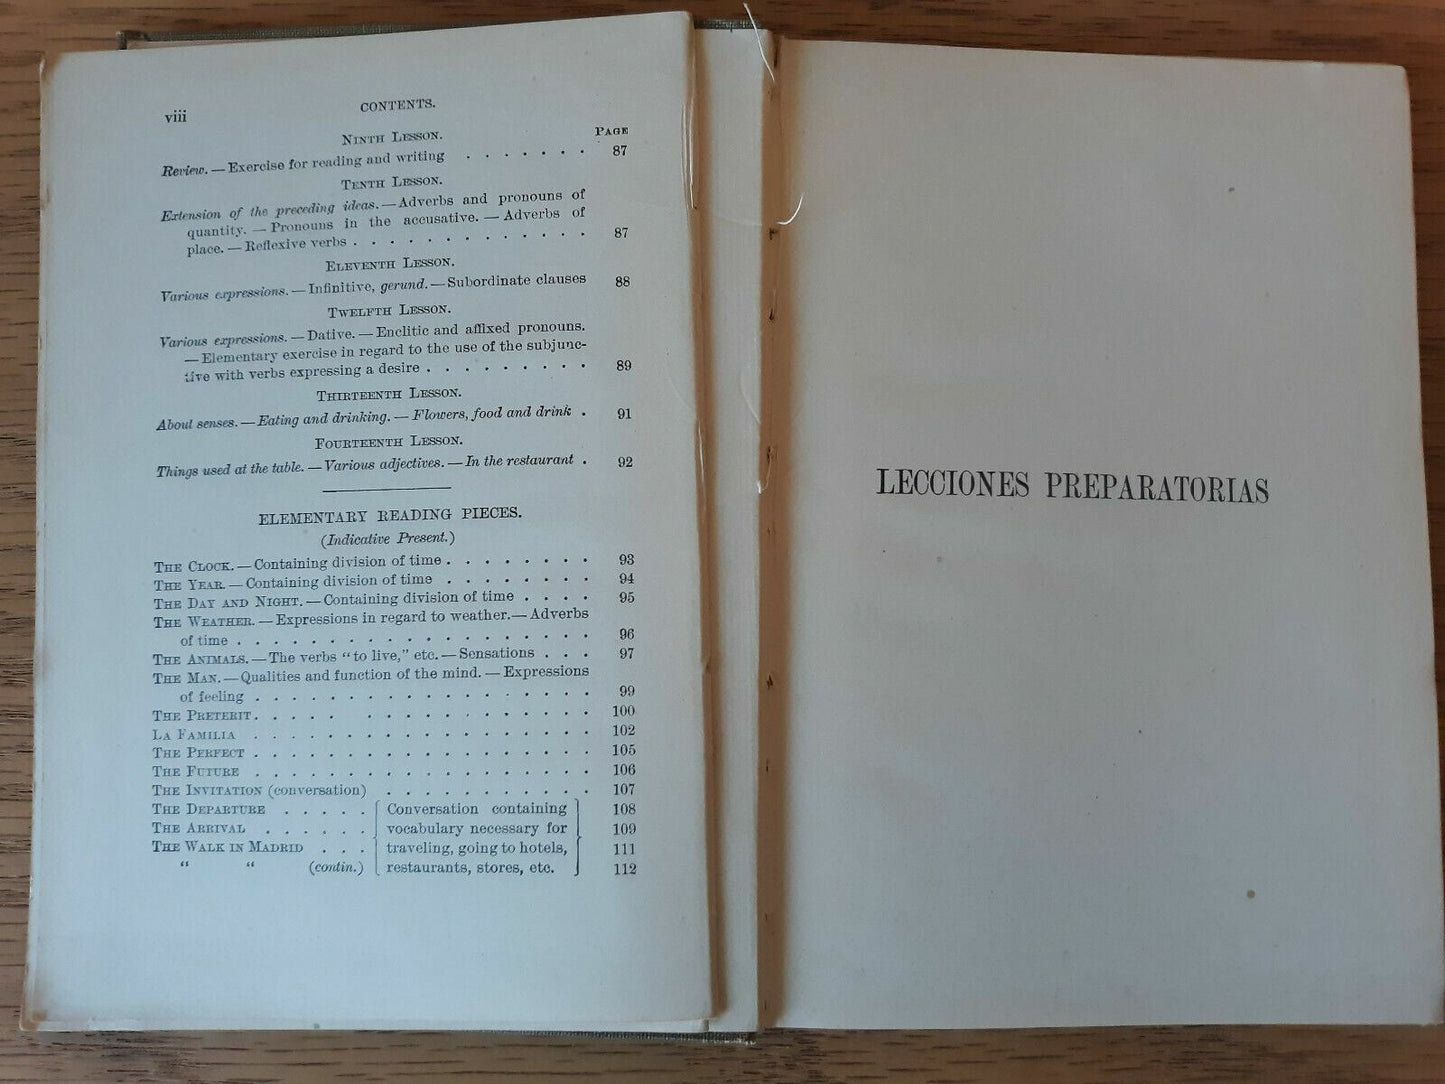 viii
CONTENTS.
NINTH LESSON.
PAGE
Review. — Exercise for reading and writing . . . . . . . 87
TENTH LESSON.
Extension of the preceding ideas. — Adverbs and pronouns of
quantity. — Pronouns in the accusative. — Adverbs of
place. — Reflexive verbs . . . . . . . . . . . . . 87
ELEVENTH LESSON.
Various expressions. — Infinitive, gerund. — Subordinate clauses 88
TWELFTH LESSON.
Various expressions. — Dative. — Enclitic and affixed pronouns.
— Elementary exercise in regard to the use of the subjunc-
tive with verbs expressing a desire . . . . . . . . . 89
THIRTEENTH LESSON.
About senses. — Eating and drinking. — Flowers, food and drink . 91
FOURTEENTH LESSON.
Things used at the table. — Various adjectives. — In the restaurant . 92
ELEMENTARY READING PIECES.
(Indicative Present.)
THE CLOCK. — Containing division of time . . . . . . . . 93
THE YEAR. — Containing division of time . . . . . . . . 94
THE DAY AND NIGHT. — Containing division of time . . . . 95
THE WEATHER. — Expressions in regard to weather. — Adverbs
of time . . . . . . . . . . . . . . . . . . . 96
THE ANIMALS. — The verbs "to live," etc. — Sensations . . . 97
THE MAN. — Qualities and function of the mind. — Expressions
of feeling . . . . . . . . . . . . . . . . . . 99
THE PRETERIT . . . . . . . . . . . . . . . . . 100
LA FAMILIA . . . . . . . . . . . . . . . . . . 102
THE PERFECT . . . . . . . . . . . . . . . . . . 105
THE FUTURE . . . . . . . . . . . . . . . . . . 106
THE INVITATION (conversation) . . . . . . . . . . . 107
THE DEPARTURE . . . . . Conversation containing 108
THE ARRIVAL . . . . . . vocabulary necessary for 109
THE WALK IN MADRID . . . traveling, going to hotels, 111
" " (contin.) restaurants, stores, etc. 112
LECCIONES PREPARATORIAS